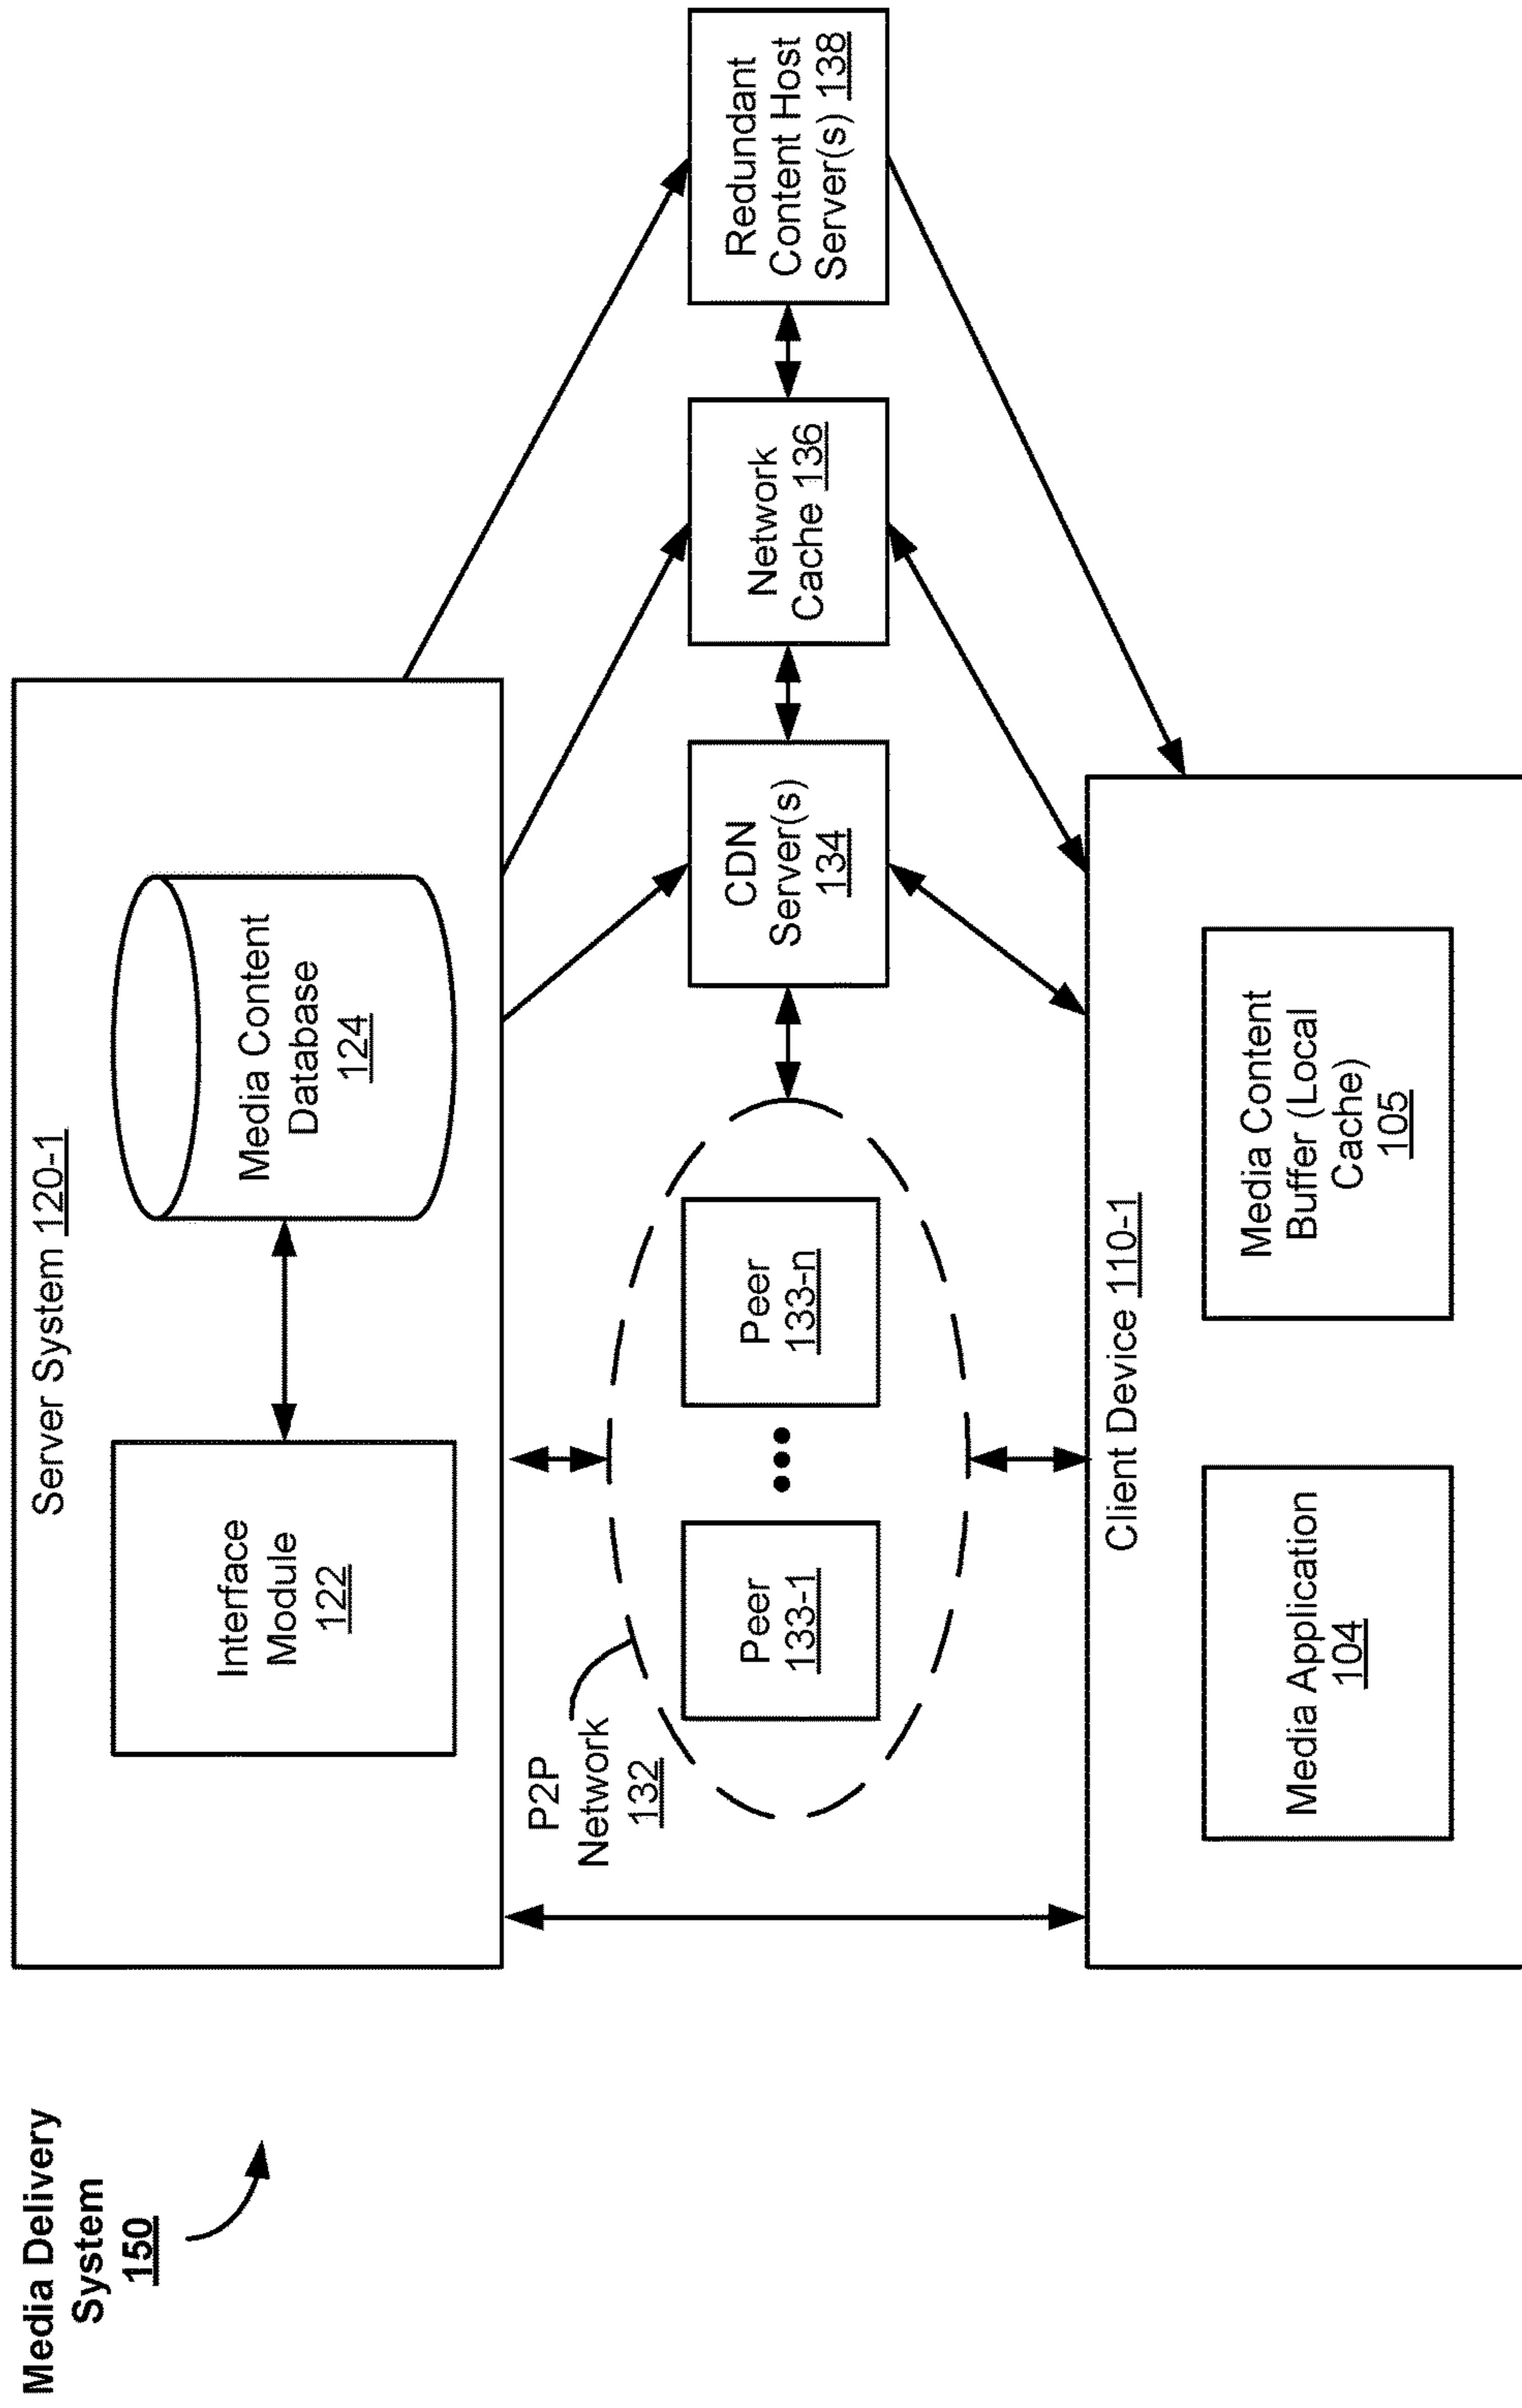 Media Delivery
System
150
Server System 120-1
Interface
Module
122
Media Content
Database
124
P2P
Network
132
Peer
133-1
Peer
133-n
CDN
Server(s)
134
Network
Cache 136
Redundant
Content Host
Server(s) 138
Client Device 110-1
Media Application
104
Media Content
Buffer (Local
Cache)
105